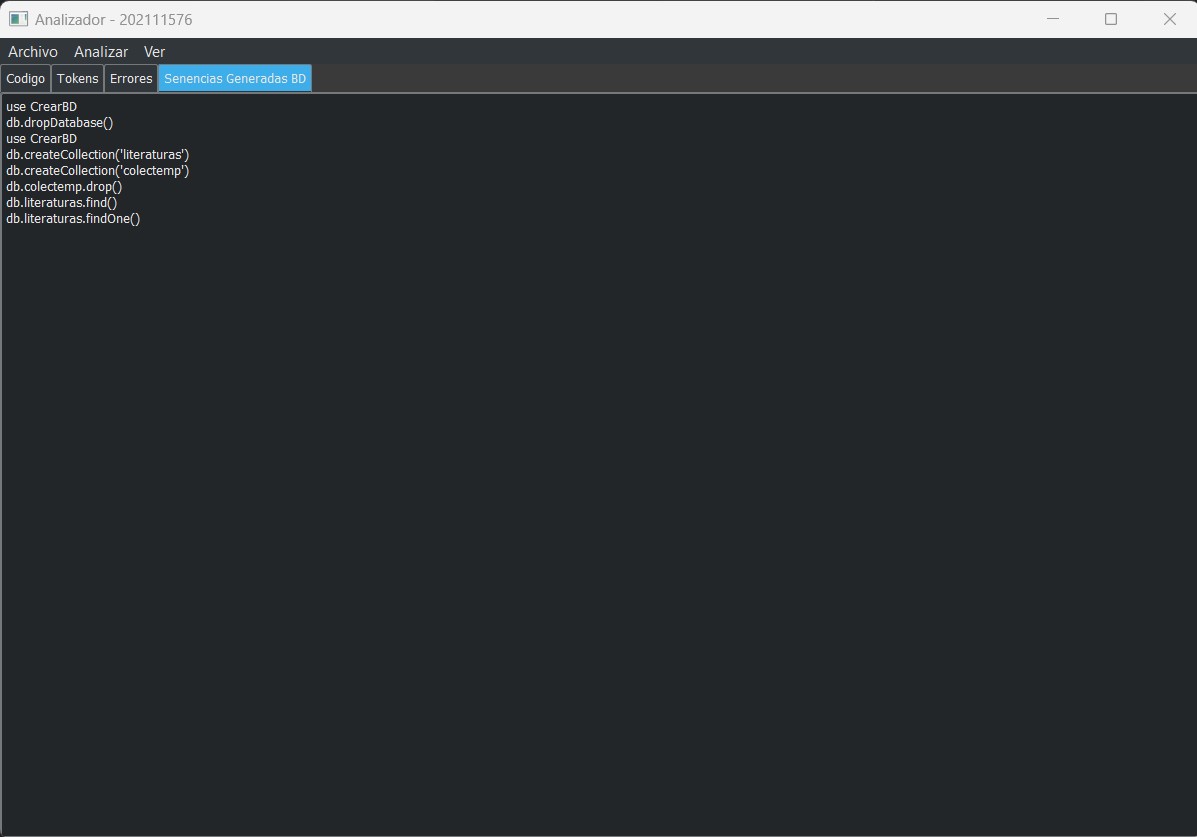 Analizador - 202111576
Archivo Analizar Ver
Codigo Tokens Errores Senencias Generadas BD
use CrearBD
db.dropDatabase()
use CrearBD
db.createCollection('literaturas')
db.createCollection('colectemp')
db.colectemp.drop()
db.literaturas.find()
db.literaturas.findOne()